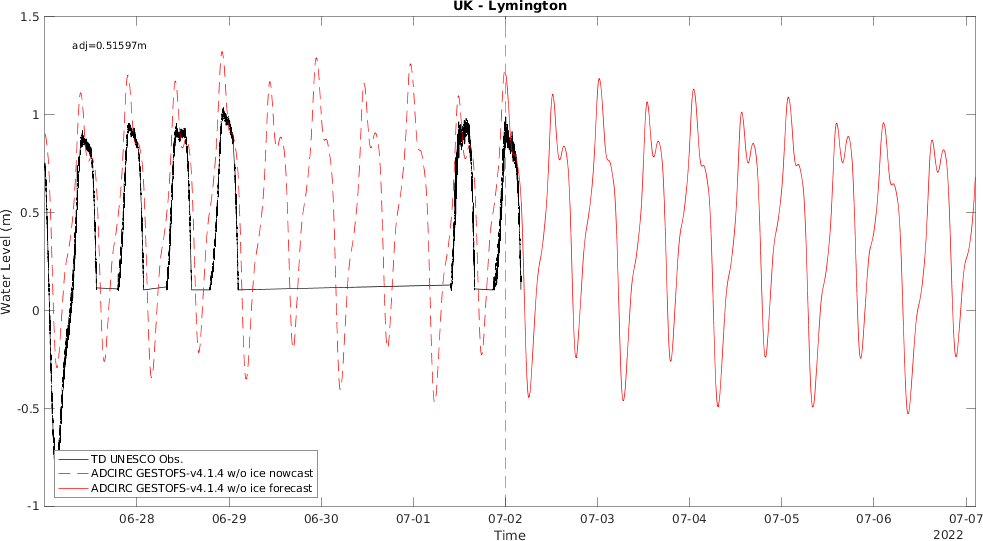 UK - Lymington
adj=0.51597m
1.5
1
0.5
0
-0.5
-1
Water Level (m)
TD UNESCO Obs.
ADCIRC GESTOFS-v4.1.4 w/o ice nowcast
ADCIRC GESTOFS-v4.1.4 w/o ice forecast
06-28 06-29 06-30 07-01 07-02 07-03 07-04 07-05 07-06 07-07
Time
2022